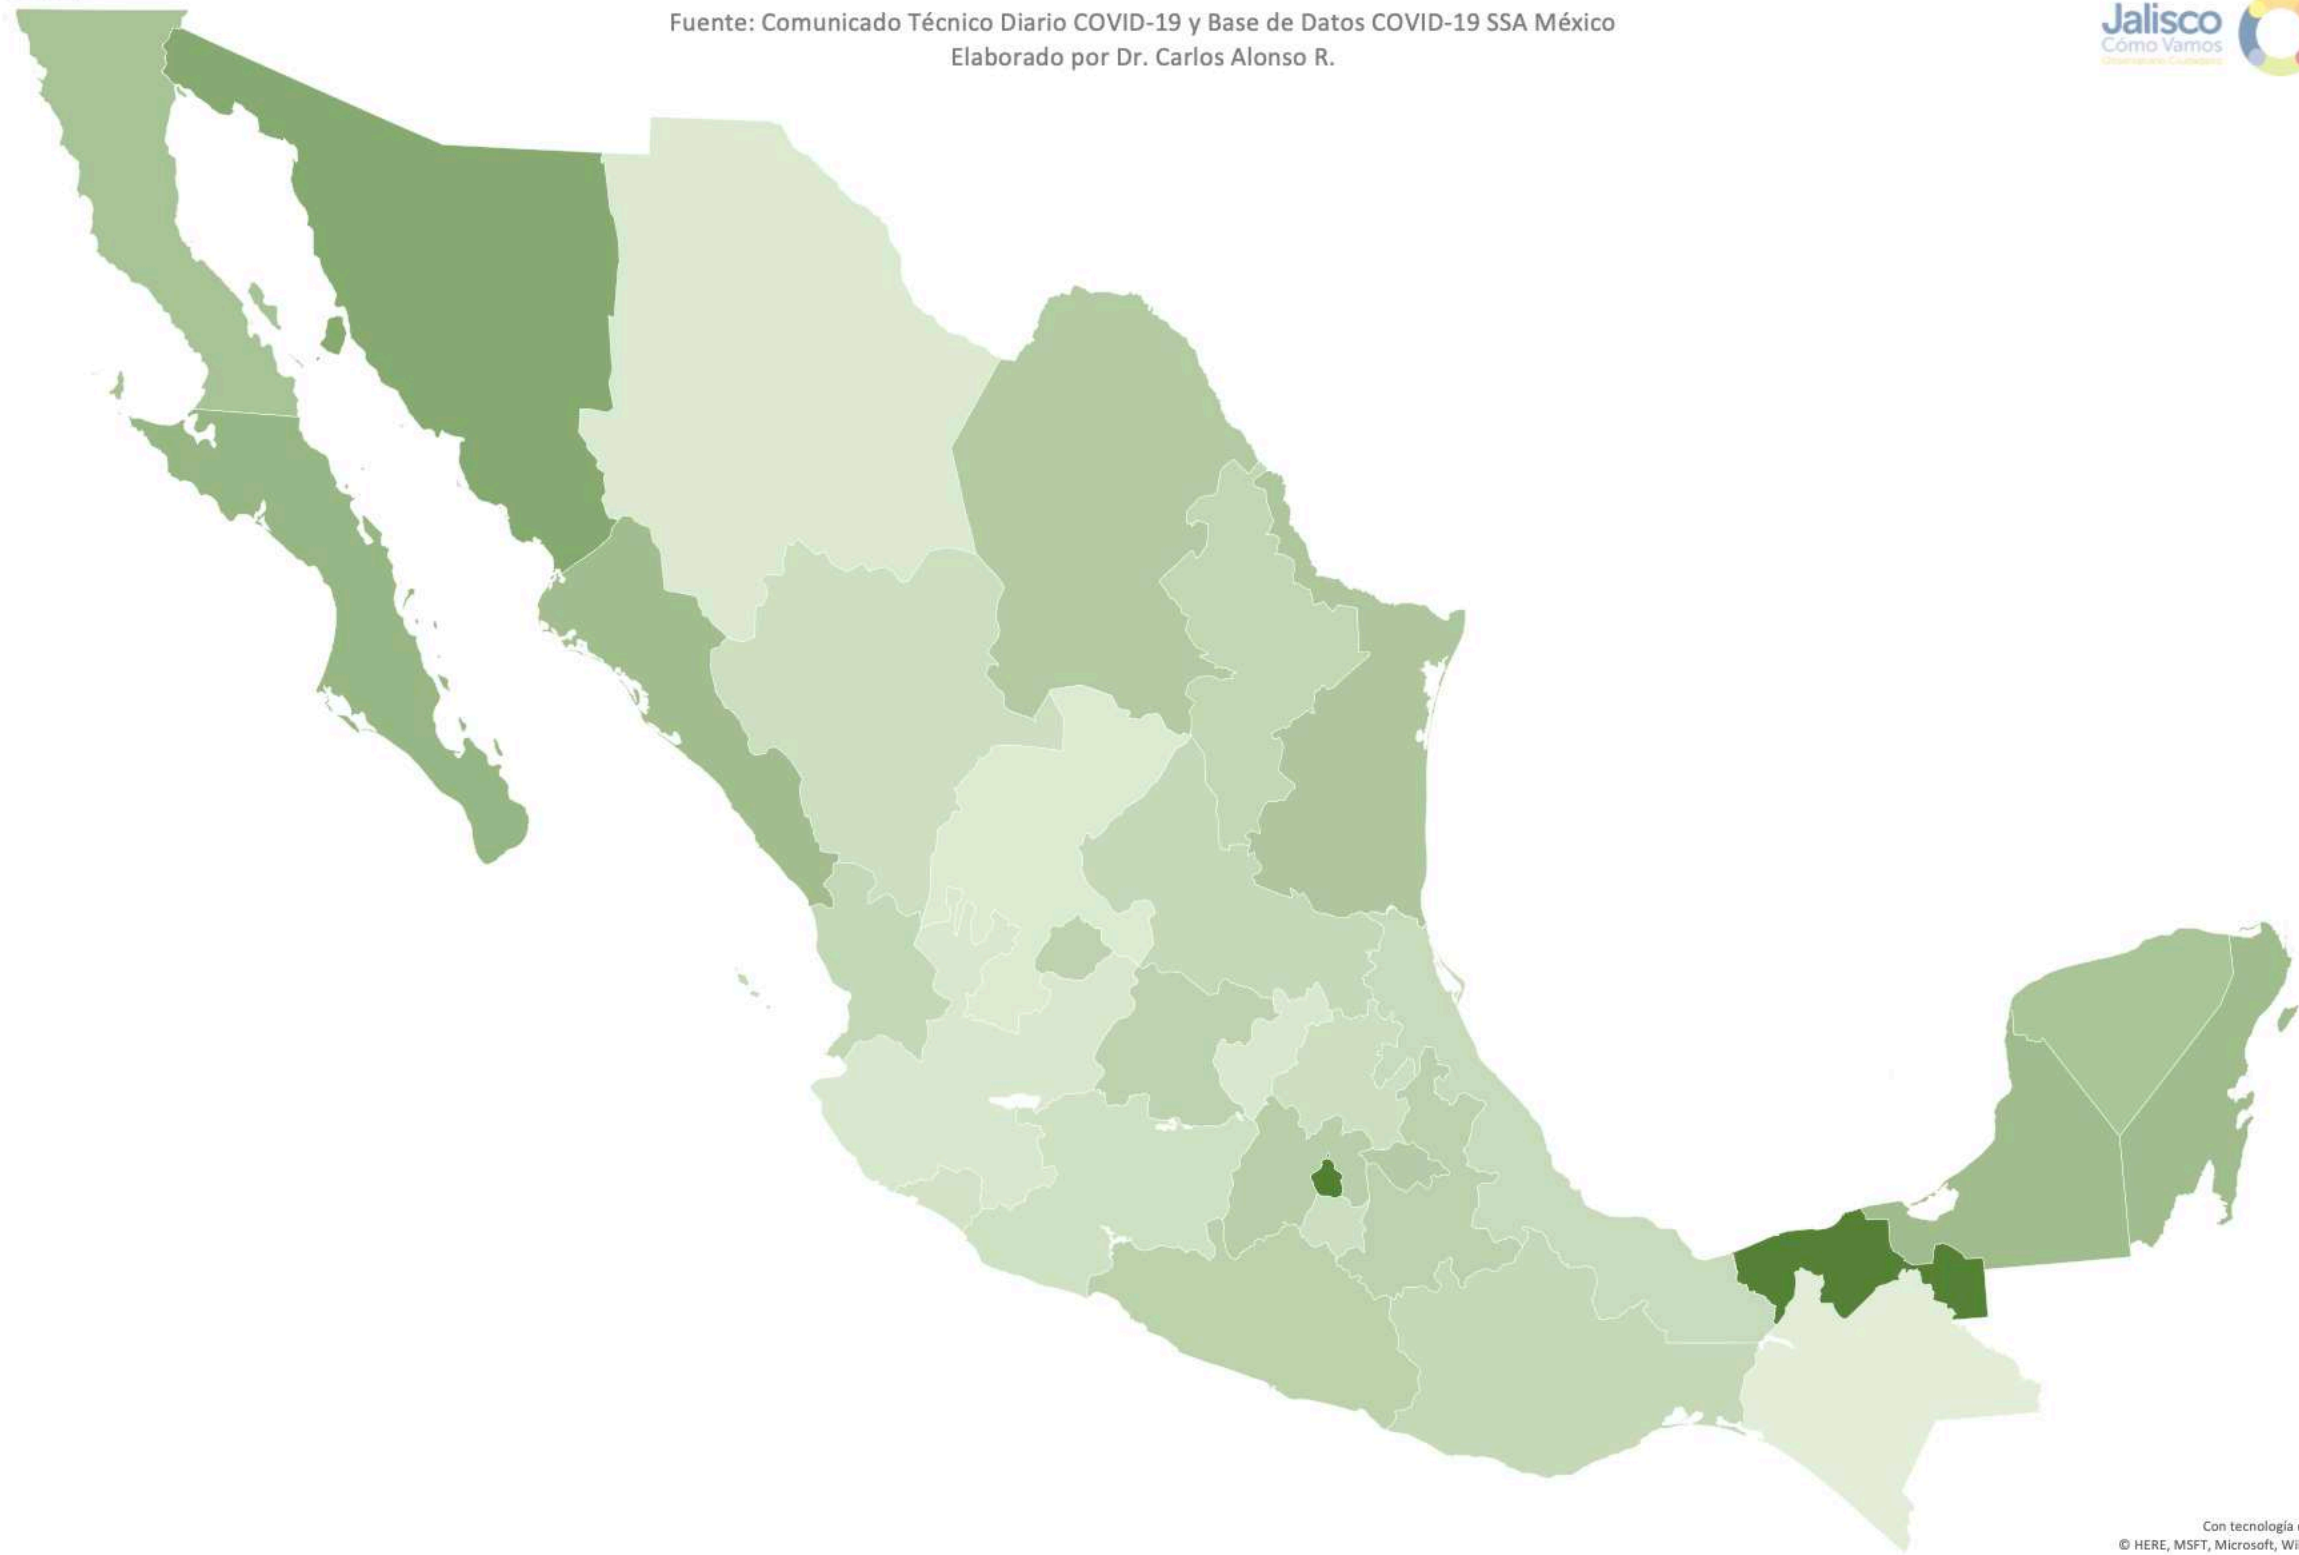 Fuente: Comunicado Técnico Diario COVID-19 y Base de Datos COVID-19 SSA México
Elaborado por Dr. Carlos Alonso R.
Jalisco
Cómo Vamos
Con tecnología
© HERE, MSFT, Microsoft,